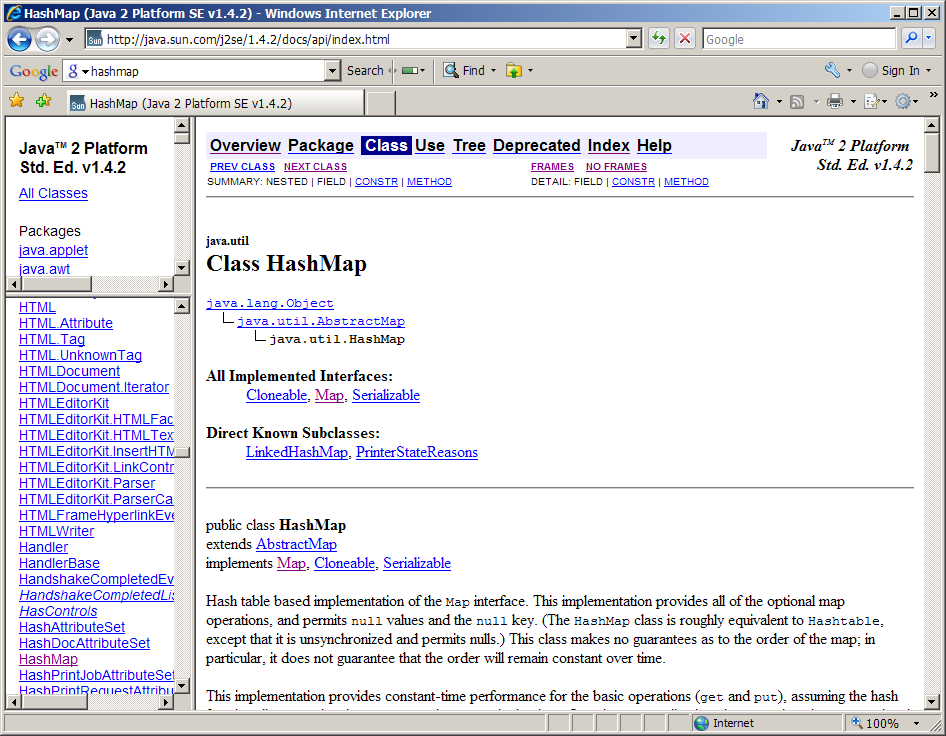 HashMap (Java 2 Platform SE v1.4.2) - Windows Internet Explorer
Sun http://java.sun.com/j2se/1.4.2/docs/api/index.html
Google
Google hashmap Search Find Sign In
Sun HashMap (Java 2 Platform SE v1.4.2)
Java™ 2 Platform
Std. Ed. v1.4.2
All Classes
Packages
java.applet
java.awt
HTML
HTML.Attribute
HTML.Tag
HTML.UnknownTag
HTMLDocument
HTMLDocument.Iterator
HTMLEditorKit
HTMLEditorKit.HTMLFac
HTMLEditorKit.HTMLTex
HTMLEditorKit.InsertHTM
HTMLEditorKit.LinkContr
HTMLEditorKit.Parser
HTMLEditorKit.ParserCa
HTMLFrameHyperlinkEve
HTMLWriter
Handler
HandlerBase
HandshakeCompletedEv
HandshakeCompletedLis
HasControls
HashAttributeSet
HashDocAttributeSet
HashMap
HashPrintJobAttributeSet
HashPrintRequestAttribu
Overview Package Class Use Tree Deprecated Index Help
Java™ 2 Platform
Std. Ed. v1.4.2
PREV CLASS NEXT CLASS FRAMES NO FRAMES
SUMMARY: NESTED | FIELD | CONSTR | METHOD DETAIL: FIELD | CONSTR | METHOD
java.util
Class HashMap
java.lang.Object
java.util.AbstractMap
java.util.HashMap
All Implemented Interfaces:
Cloneable, Map, Serializable
Direct Known Subclasses:
LinkedHashMap, PrinterStateReasons
public class HashMap
extends AbstractMap
implements Map, Cloneable, Serializable
Hash table based implementation of the Map interface. This implementation provides all of the optional map
operations, and permits null values and the null key. (The HashMap class is roughly equivalent to Hashtable,
except that it is unsynchronized and permits nulls.) This class makes no guarantees as to the order of the map; in
particular, it does not guarantee that the order will remain constant over time.
This implementation provides constant-time performance for the basic operations (get and put), assuming the hash
Internet 100%